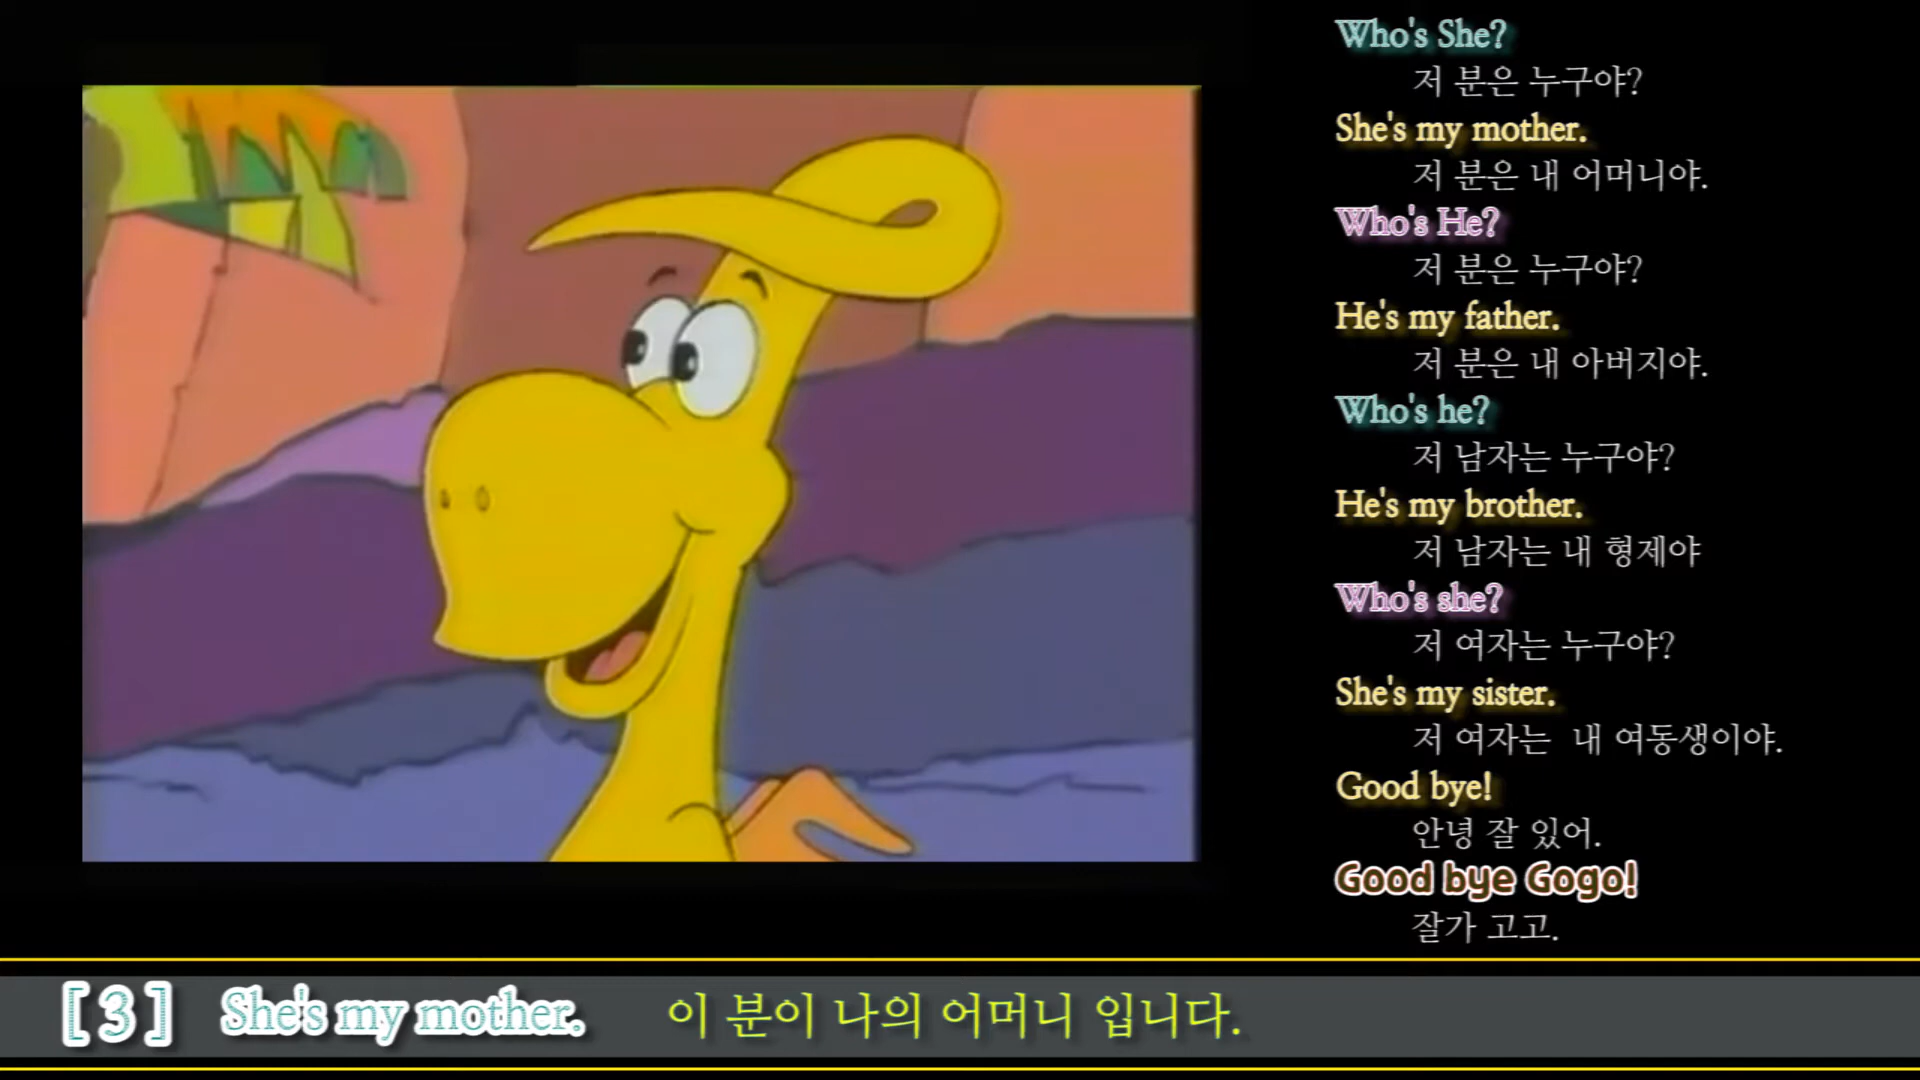 Who's She?
저 분은 누구야?
She's my mother.
저 분은 내 어머니야.
Who's He?
저 분은 누구야?
He's my father.
저 분은 내 아버지야.
Who's he?
저 남자는 누구야?
He's my brother.
저 남자는 내 형제야
Who's she?
저 여자는 누구야?
She's my sister.
저 여자는 내 여동생이야.
Good bye!
안녕 잘 있어.
Good bye Gogo!
잘가 고고.
[3] She's my mother. 이 분이 나의 어머니 입니다.